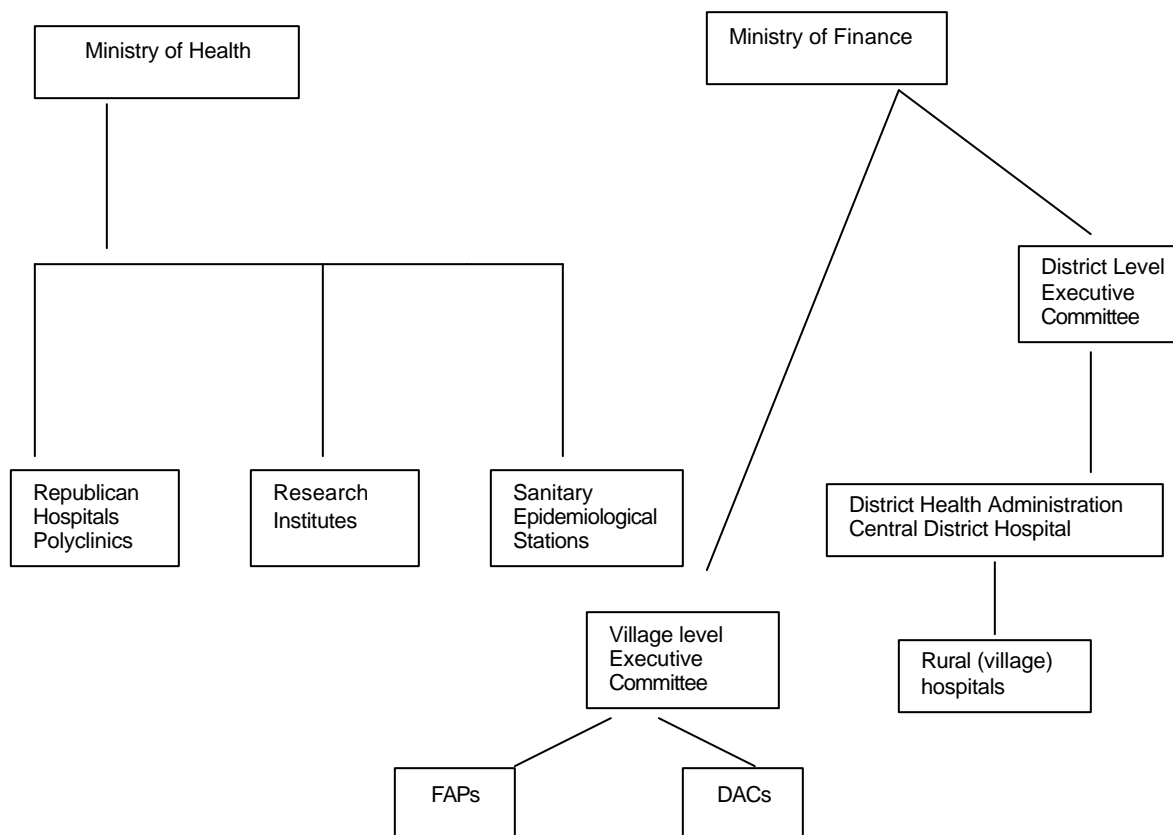 Ministry of Health
Ministry of Finance
District Level
Executive
Committee
Republican
Hospitals
Polyclinics
Research
Institutes
Sanitary
Epidemiological
Stations
District Health Administration
Central District Hospital
Village level
Executive
Committee
Rural (village)
hospitals
FAPs
DACs